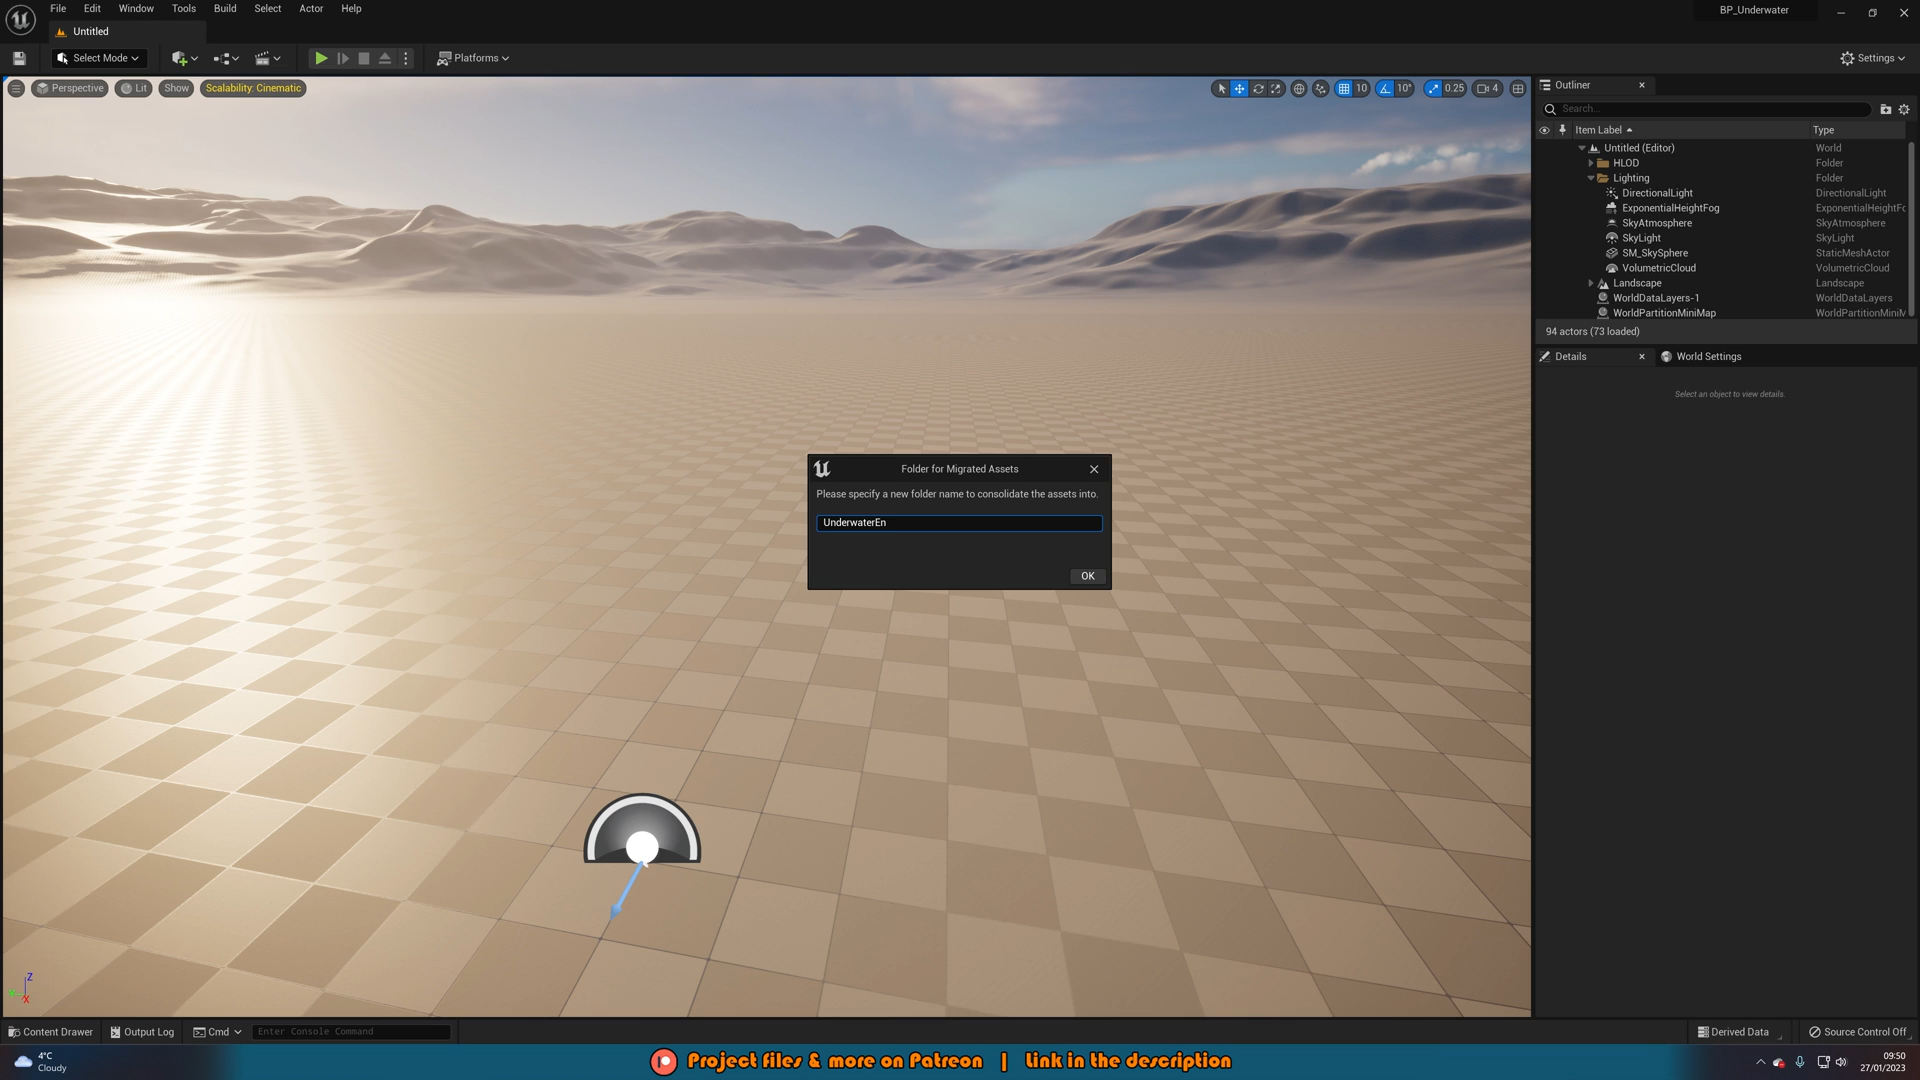 File Edit Window Tools Build Select Actor Help
BP_Underwater
Untitled
Select Mode
Platforms
Settings
Perspective
Lit
Show
Scalability: Cinematic
10
10°
0.25
4
Outliner
Search...
Item Label
Type
Untitled (Editor) World
HLOD Folder
Lighting Folder
DirectionalLight DirectionalLight
ExponentialHeightFog ExponentialHeightFo
SkyAtmosphere SkyAtmosphere
SkyLight SkyLight
SM_SkySphere StaticMeshActor
VolumetricCloud VolumetricCloud
Landscape Landscape
WorldDataLayers-1 WorldDataLayers
WorldPartitionMiniMap WorldPartitionMiniM
94 actors (73 loaded)
Details
World Settings
Select an object to view details.
Folder for Migrated Assets
Please specify a new folder name to consolidate the assets into.
UnderwaterEn
OK
Z
X
Content Drawer
Output Log
Cmd
Enter Console Command
Derived Data
Source Control Off
4°C
Cloudy
Project files & more on Patreon | Link in the description
09:50
27/01/2023